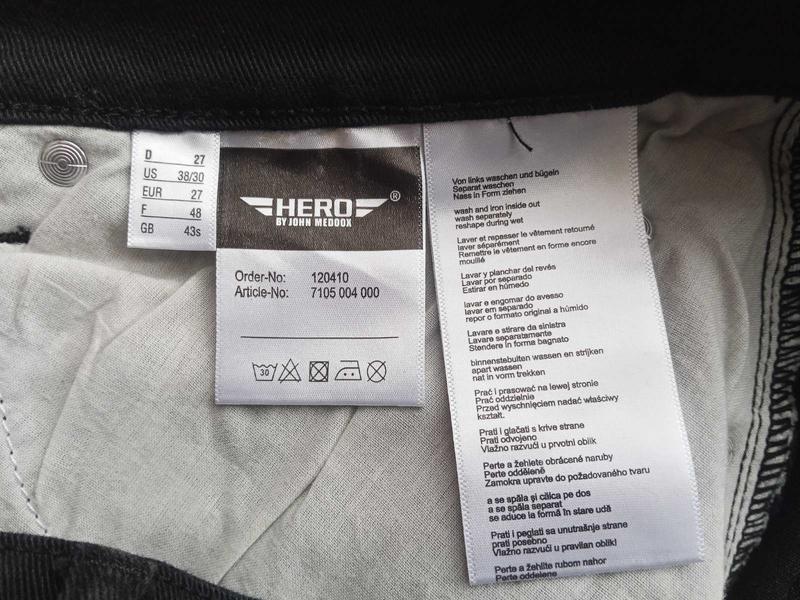 D 27
US 38/30
EUR 27
F 48
GB 43s
HERO®
BY JOHN MEDOOX
Order-No: 120410
Article-No: 7105 004 000
30
Von links waschen und bügeln
Separat waschen
Nass in Form ziehen
wash and iron inside out
wash separately
reshape during wet
Laver et repasser le vêtement retourné
laver séparément
Remettre le vêtement en forme encore
mouillé
Lavar y planchar del revés
Lavar por separado
Estirar en húmedo
lavar e engomar do avesso
lavar em separado
repor o formato original a húmido
Lavare e stirare da sinistra
Lavare separatamente
Stendere in forma bagnato
binnenstebuiten wassen en strijken
apart wassen
nat in vorm trekken
Prać i prasować na lewej stronie
Prać oddzielnie
Przed wyschnięciem nadać właściwy
kształt.
Prati i glačati s krive strane
Prati odvojeno
Vlažno razvući u prvotni oblik
Perte a žehlete obrácené naruby
Perte odděleně
Zamokra upravte do požadovaného tvaru
a se spăla şi călca pe dos
a se spăla separat
se aduce la formă în stare udă
Prati i peglati sa unutrašnje strane
prati posebno
Vlažno razvući u pravilan oblik!
Perte a žehlite rubom nahor
Perte oddelene